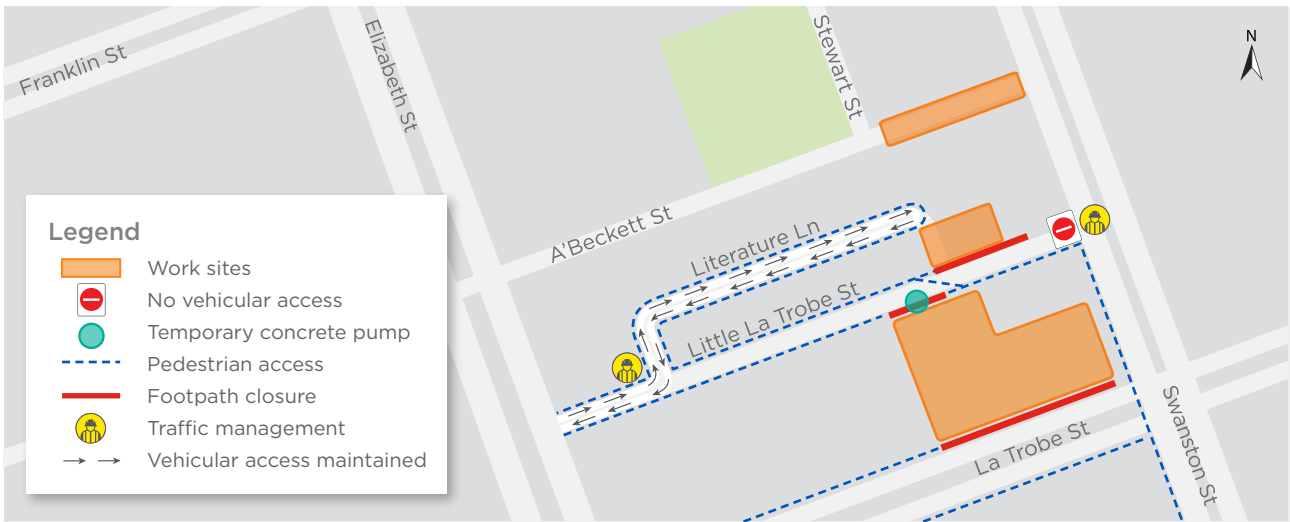 Franklin St
Elizabeth St
Stewart St
N
A'Beckett St
Literature Ln
Little La Trobe St
La Trobe St
Swanston St
Legend
Work sites
No vehicular access
Temporary concrete pump
Pedestrian access
Footpath closure
Traffic management
Vehicular access maintained